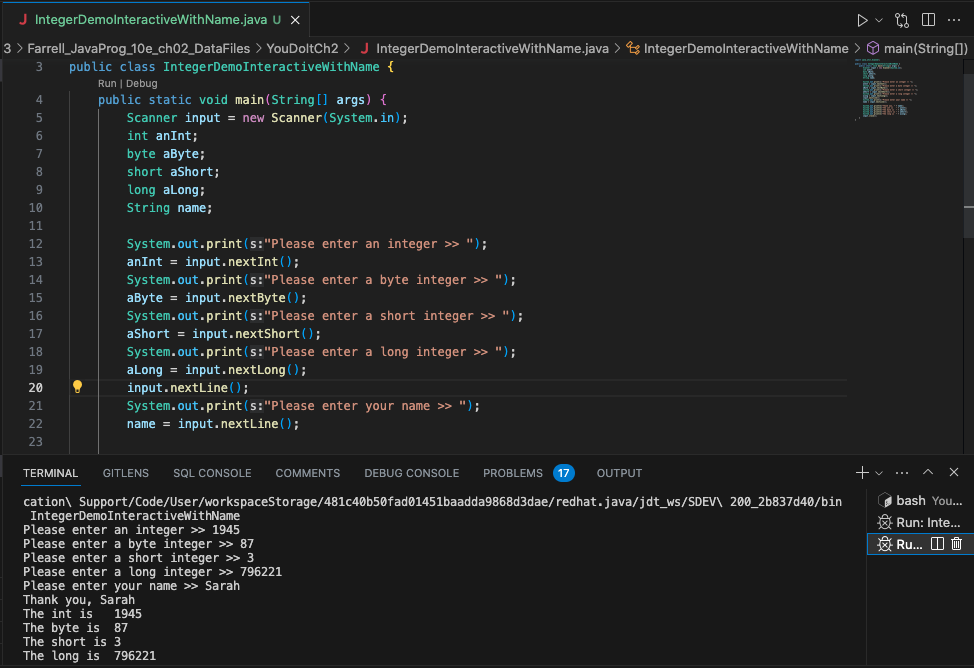 J IntegerDemoInteractiveWithName.java U ×
3 > Farrell_JavaProg_10e_ch02_DataFiles > YouDoItCh2 > J IntegerDemoInteractiveWithName.java > IntegerDemoInteractiveWithName > main(String[])
3 public class IntegerDemoInteractiveWithName {
Run | Debug
4 public static void main(String[] args) {
5 Scanner input = new Scanner(System.in);
6 int anInt;
7 byte aByte;
8 short aShort;
9 long aLong;
10 String name;
11
12 System.out.print(s:"Please enter an integer >> ");
13 anInt = input.nextInt();
14 System.out.print(s:"Please enter a byte integer >> ");
15 aByte = input.nextByte();
16 System.out.print(s:"Please enter a short integer >> ");
17 aShort = input.nextShort();
18 System.out.print(s:"Please enter a long integer >> ");
19 aLong = input.nextLong();
20 input.nextLine();
21 System.out.print(s:"Please enter your name >> ");
22 name = input.nextLine();
23
TERMINAL GITLENS SQL CONSOLE COMMENTS DEBUG CONSOLE PROBLEMS 17 OUTPUT
cation\ Support/Code/User/workspaceStorage/481c40b50fad01451baadda9868d3dae/redhat.java/jdt_ws/SDEV\ 200_2b837d40/bin
IntegerDemoInteractiveWithName
Please enter an integer >> 1945
Please enter a byte integer >> 87
Please enter a short integer >> 3
Please enter a long integer >> 796221
Please enter your name >> Sarah
Thank you, Sarah
The int is 1945
The byte is 87
The short is 3
The long is 796221
bash You...
Run: Inte...
Ru...